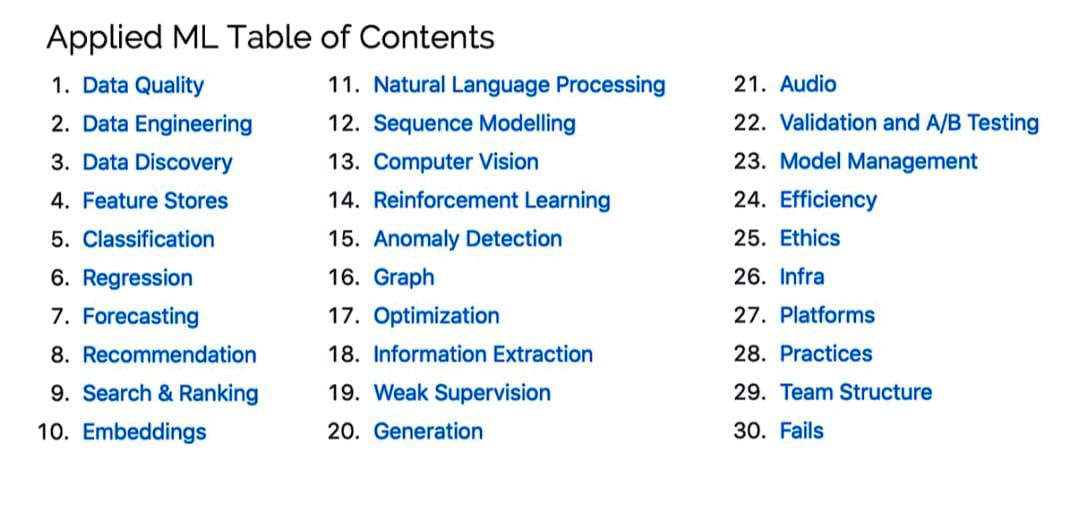 Applied ML Table of Contents
1. Data Quality
2. Data Engineering
3. Data Discovery
4. Feature Stores
5. Classification
6. Regression
7. Forecasting
8. Recommendation
9. Search & Ranking
10. Embeddings
11. Natural Language Processing
12. Sequence Modelling
13. Computer Vision
14. Reinforcement Learning
15. Anomaly Detection
16. Graph
17. Optimization
18. Information Extraction
19. Weak Supervision
20. Generation
21. Audio
22. Validation and A/B Testing
23. Model Management
24. Efficiency
25. Ethics
26. Infra
27. Platforms
28. Practices
29. Team Structure
30. Fails